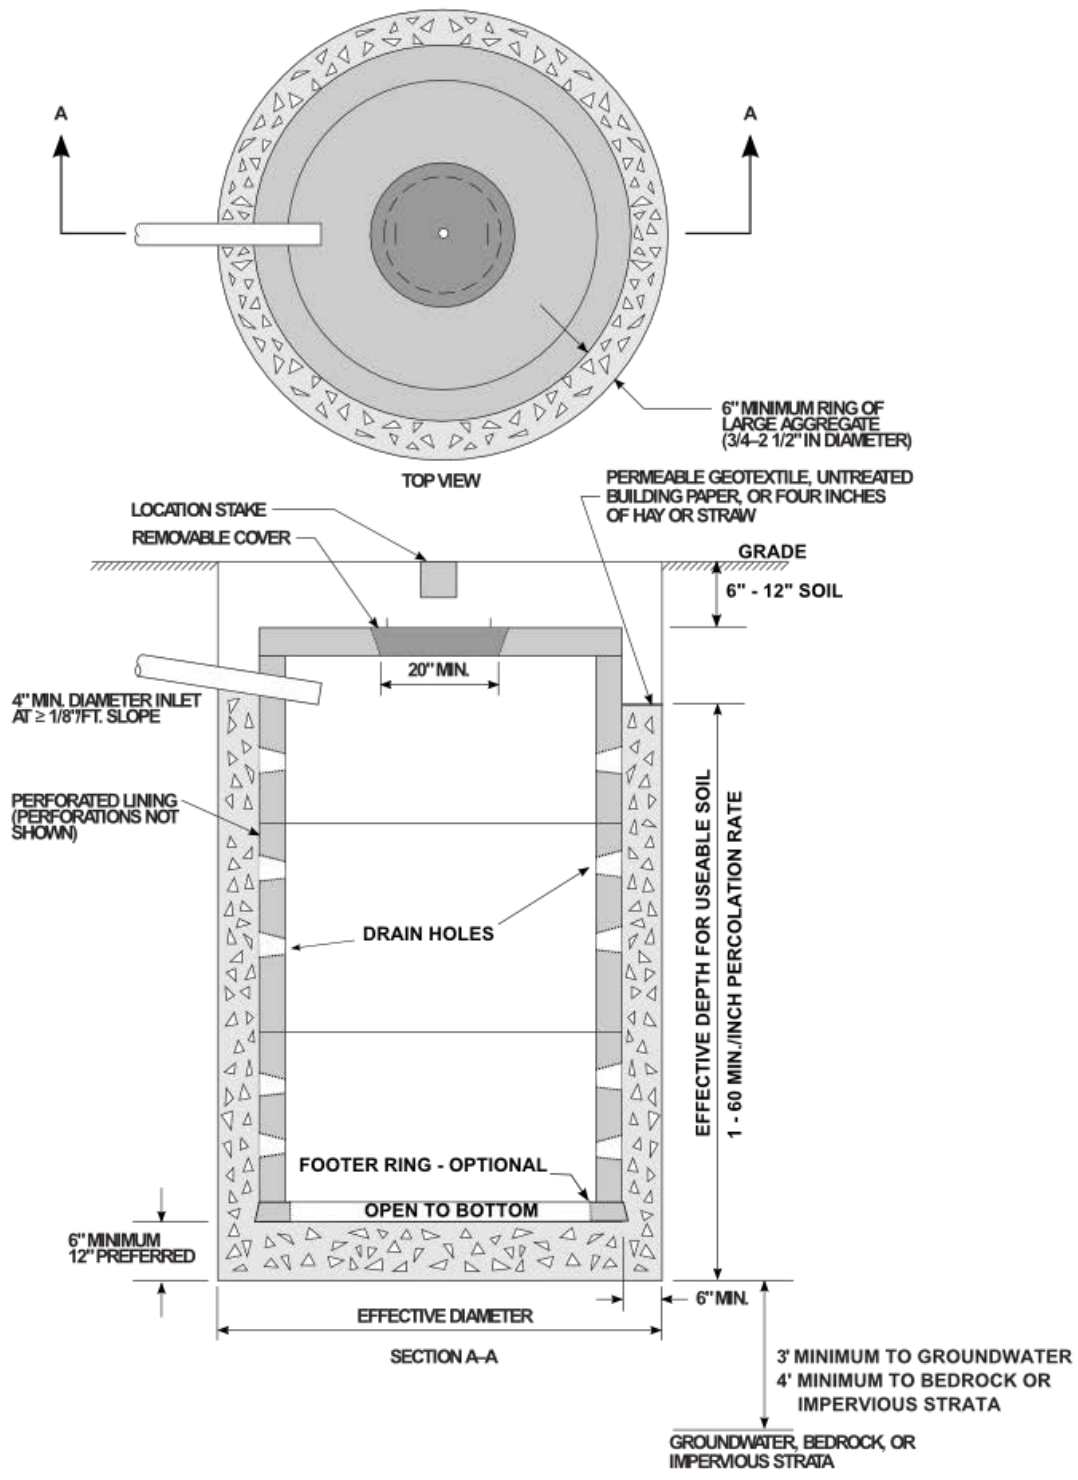 A
A
6" MINIMUM RING OF
LARGE AGGREGATE
(3/4–2 1/2" IN DIAMETER)
TOP VIEW
PERMEABLE GEOTEXTILE, UNTREATED
BUILDING PAPER, OR FOUR INCHES
OF HAY OR STRAW
LOCATION STAKE
REMOVABLE COVER
GRADE
6" - 12" SOIL
20" MIN.
4" MIN. DIAMETER INLET
AT ≥ 1/8"/FT. SLOPE
PERFORATED LINING
(PERFORATIONS NOT
SHOWN)
DRAIN HOLES
EFFECTIVE DEPTH FOR USEABLE SOIL
1 - 60 MIN./INCH PERCOLATION RATE
FOOTER RING - OPTIONAL
OPEN TO BOTTOM
6" MINIMUM
12" PREFERRED
6" MIN.
EFFECTIVE DIAMETER
SECTION A–A
3' MINIMUM TO GROUNDWATER
4' MINIMUM TO BEDROCK OR
IMPERVIOUS STRATA
GROUNDWATER, BEDROCK, OR
IMPERVIOUS STRATA